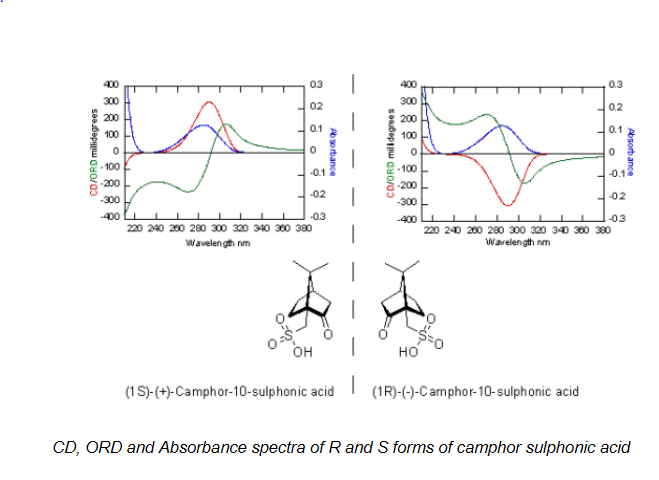 400
300
200
100
0
-100
-200
-300
-400
CD/ORD millidegrees
0.3
0.2
0.1
0
-0.1
-0.2
-0.3
Absorbance
220 240 260 280 300 320 340 360 380
Wavelength nm
400
300
200
100
0
-100
-200
-300
-400
CD/ORD millidegrees
0.3
0.2
0.1
0
-0.1
-0.2
-0.3
Absorbance
220 240 260 280 300 320 340 360 380
Wavelength nm
O
O
S
O
OH
O
O
S
O
HO
(1S)-(+)-Camphor-10-sulphonic acid
(1R)-(-)-Camphor-10-sulphonic acid
CD, ORD and Absorbance spectra of R and S forms of camphor sulphonic acid